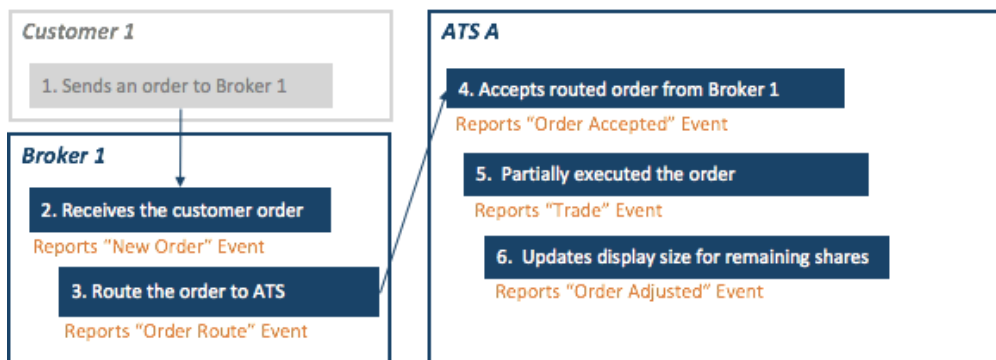 Customer 1
1. Sends an order to Broker 1
Broker 1
2. Receives the customer order
Reports “New Order” Event
3. Route the order to ATS
Reports “Order Route” Event
ATS A
4. Accepts routed order from Broker 1
Reports “Order Accepted” Event
5. Partially executed the order
Reports “Trade” Event
6. Updates display size for remaining shares
Reports “Order Adjusted” Event